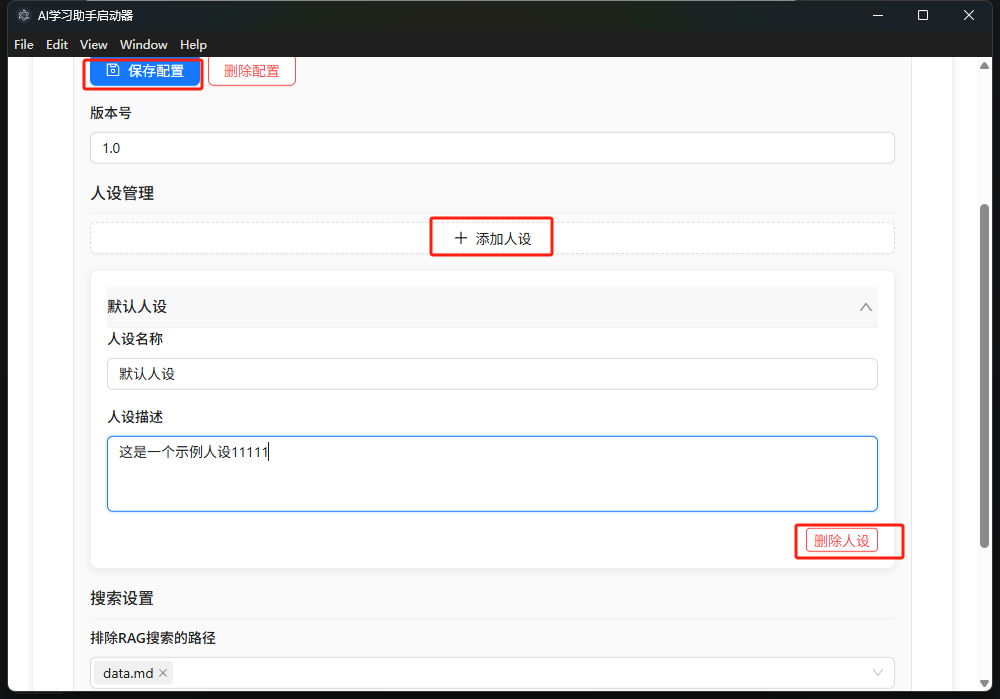 AI学习助手启动器
File Edit View Window Help
保存配置 删除配置
版本号
1.0
人设管理
添加人设
默认人设
人设名称
默认人设
人设描述
这是一个示例人设11111
删除人设
搜索设置
排除RAG搜索的路径
data.md